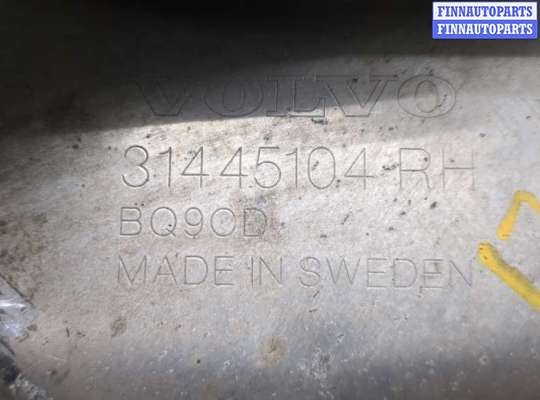 FINNAUTOPARTS
FINNAUTOPARTS
VOLVO
31445104 RH
BQ9CD
MADE IN SWEDEN